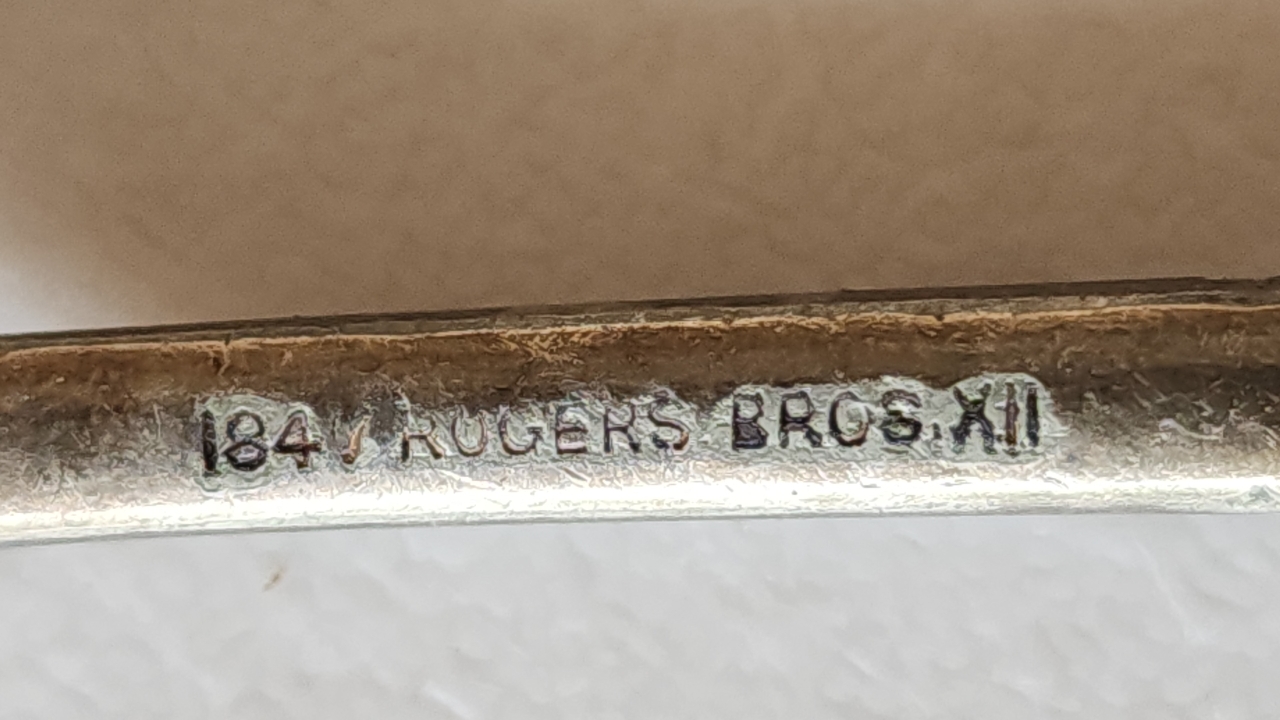 1847 ROGERS BROS. XII